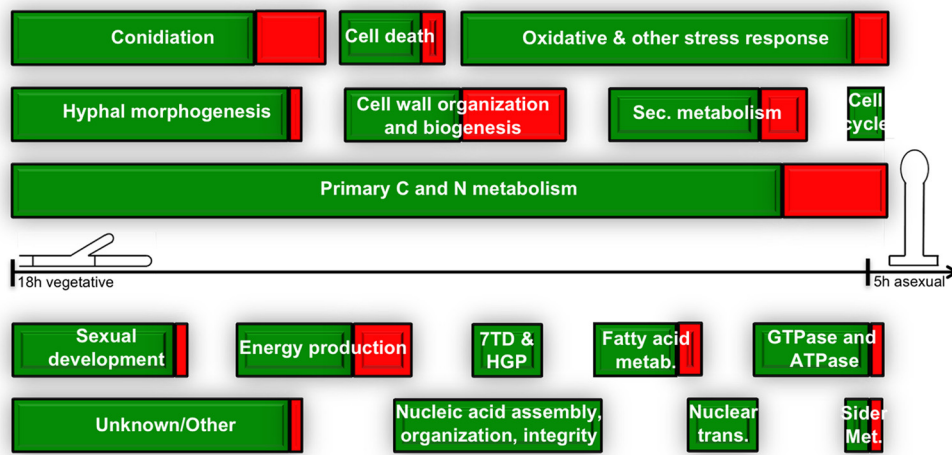 Conidiation
Cell death
Oxidative & other stress response
Hyphal morphogenesis
Cell wall organization
and biogenesis
Sec. metabolism
Cell
cycle
Primary C and N metabolism
18h vegetative
5h asexual
Sexual
development
Energy production
7TD &
HGP
Fatty acid
metab.
GTPase and
ATPase
Unknown/Other
Nucleic acid assembly,
organization, integrity
Nuclear
trans.
Sider
Met.